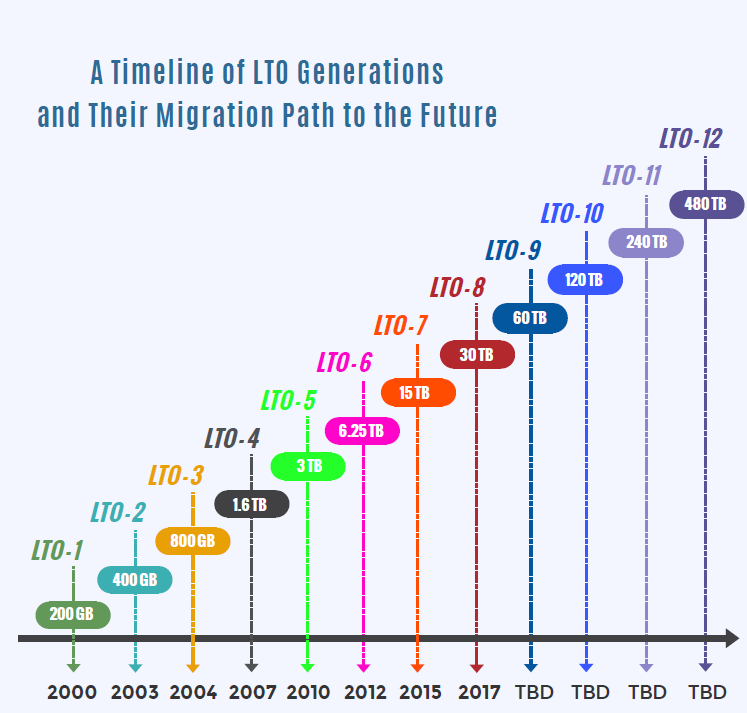 A Timeline of LTO Generations
and Their Migration Path to the Future
LTO-12
LTO-11
480 TB
LTO-10
240 TB
LTO-9
120 TB
LTO-8
60 TB
LTO-7
30 TB
LTO-6
15 TB
LTO-5
6.25 TB
LTO-4
3 TB
LTO-3
1.6 TB
LTO-2
800 GB
LTO-1
400 GB
200 GB
2000 2003 2004 2007 2010 2012 2015 2017 TBD TBD TBD TBD